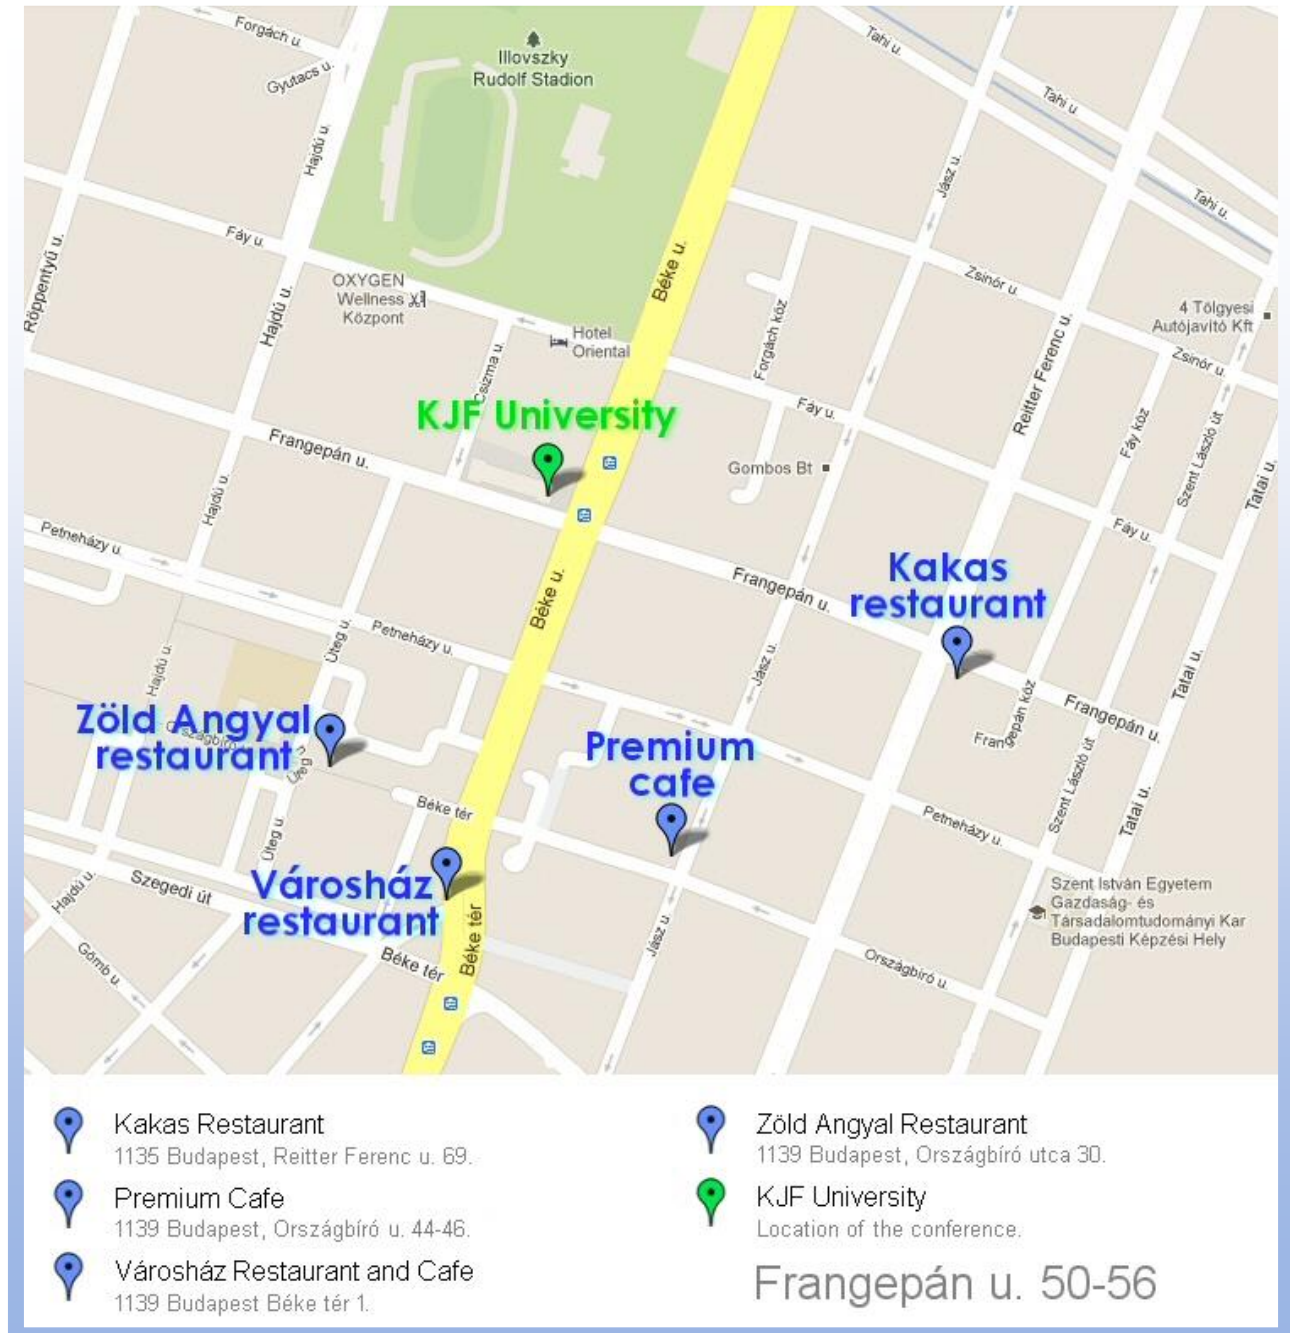 Forgách u.
Gyutacs u.
Illovszky
Rudolf Stadion
Tahi u.
Tahi u
Tahi u.
Hajdú u.
Jász u.
Fáy u.
Röppentyű u.
OXYGEN
Wellness
Központ
Hajdú u.
Béke u.
Zsinór u.
4 Tölgyesi
Autójavító Kft
Hotel
Oriental
Forgách köz
Reitter Ferenc u.
Zsinór u.
Csizma u.
KJF University
Fáy u.
Fáy köz
Frangepán u.
Gombos Bt
Szent László út
Tatai u.
Hajdú u.
Petneházy u.
Fáy u.
Béke u.
Frangepán u.
Kakas
restaurant
Üteg u.
Petneházy u.
Hajdú u.
Jász u.
Tatai u.
Zöld Angyal
restaurant
Országbíró
Üteg
Premium
cafe
Frangepán köz
Frangepán u.
Szent László út
Béke tér
Petneházy u.
Tatai u.
Üteg u.
Városház
restaurant
Szegedi út
Hajdú u.
Szent István Egyetem
Gazdaság- és
Társadalomtudományi Kar
Budapesti Képzési Hely
Béke tér
Béke tér
Jász u
Gömb u.
Országbíró u.
Kakas Restaurant
1135 Budapest, Reitter Ferenc u. 69.
Premium Cafe
1139 Budapest, Országbíró u. 44-46.
Városház Restaurant and Cafe
1139 Budapest Béke tér 1.
Zöld Angyal Restaurant
1139 Budapest, Országbíró utca 30.
KJF University
Location of the conference.
Frangepán u. 50-56